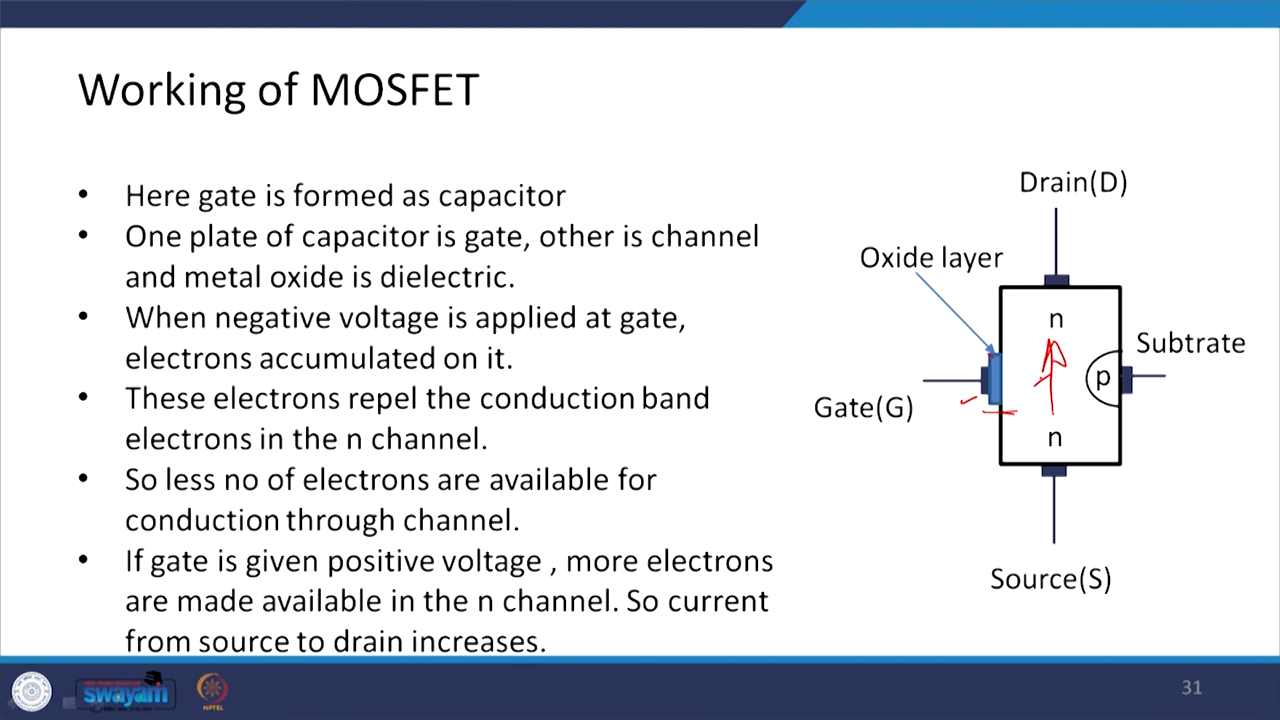 Working of MOSFET
• Here gate is formed as capacitor
• One plate of capacitor is gate, other is channel
and metal oxide is dielectric.
• When negative voltage is applied at gate,
electrons accumulated on it.
• These electrons repel the conduction band
electrons in the n channel.
• So less no of electrons are available for
conduction through channel.
• If gate is given positive voltage , more electrons
are made available in the n channel. So current
from source to drain increases.
Drain(D)
Oxide layer
n
Subtrate
p
Gate(G)
n
Source(S)
swayam
NPTEL
31